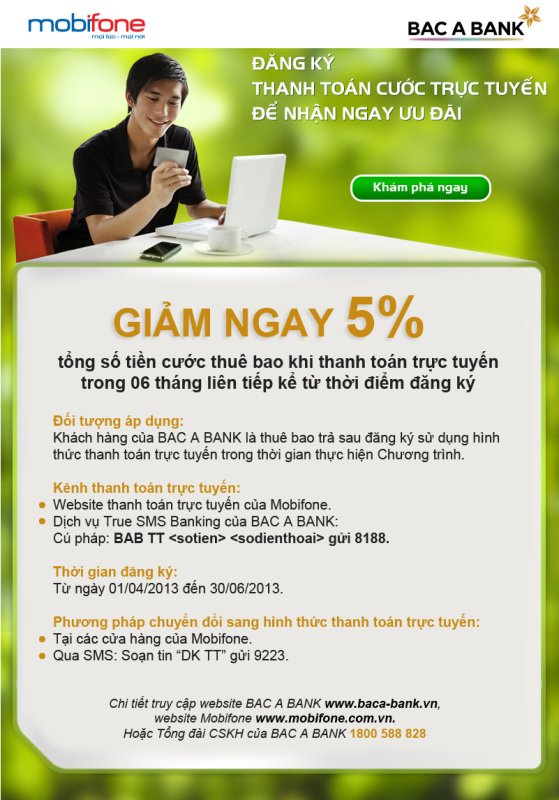 mobifone
mọi lúc - mọi nơi
BAC A BANK
ĐĂNG KÝ
THANH TOÁN CƯỚC TRỰC TUYẾN
ĐỂ NHẬN NGAY ƯU ĐÃI
Khám phá ngay
GIẢM NGAY 5%
tổng số tiền cước thuê bao khi thanh toán trực tuyến
trong 06 tháng liên tiếp kể từ thời điểm đăng ký
Đối tượng áp dụng:
Khách hàng của BAC A BANK là thuê bao trả sau đăng ký sử dụng hình
thức thanh toán trực tuyến trong thời gian thực hiện Chương trình.
Kênh thanh toán trực tuyến:
Website thanh toán trực tuyến của Mobifone.
Dịch vụ True SMS Banking của BAC A BANK:
Cú pháp: BAB TT <sotien> <sodienthoai> gửi 8188.
Thời gian đăng ký:
Từ ngày 01/04/2013 đến 30/06/2013.
Phương pháp chuyển đổi sang hình thức thanh toán trực tuyến:
Tại các cửa hàng của Mobifone.
Qua SMS: Soạn tin “DK TT” gửi 9223.
Chi tiết truy cập website BAC A BANK www.baca-bank.vn,
website Mobifone www.mobifone.com.vn.
Hoặc Tổng đài CSKH của BAC A BANK 1800 588 828